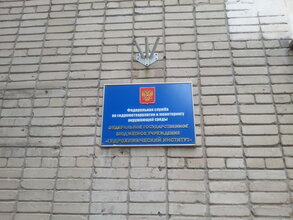 Федеральная служба
по гидрометеорологии и мониторингу
окружающей среды
ФЕДЕРАЛЬНОЕ ГОСУДАРСТВЕННОЕ
БЮДЖЕТНОЕ УЧРЕЖДЕНИЕ
«ГИДРОХИМИЧЕСКИЙ ИНСТИТУТ»